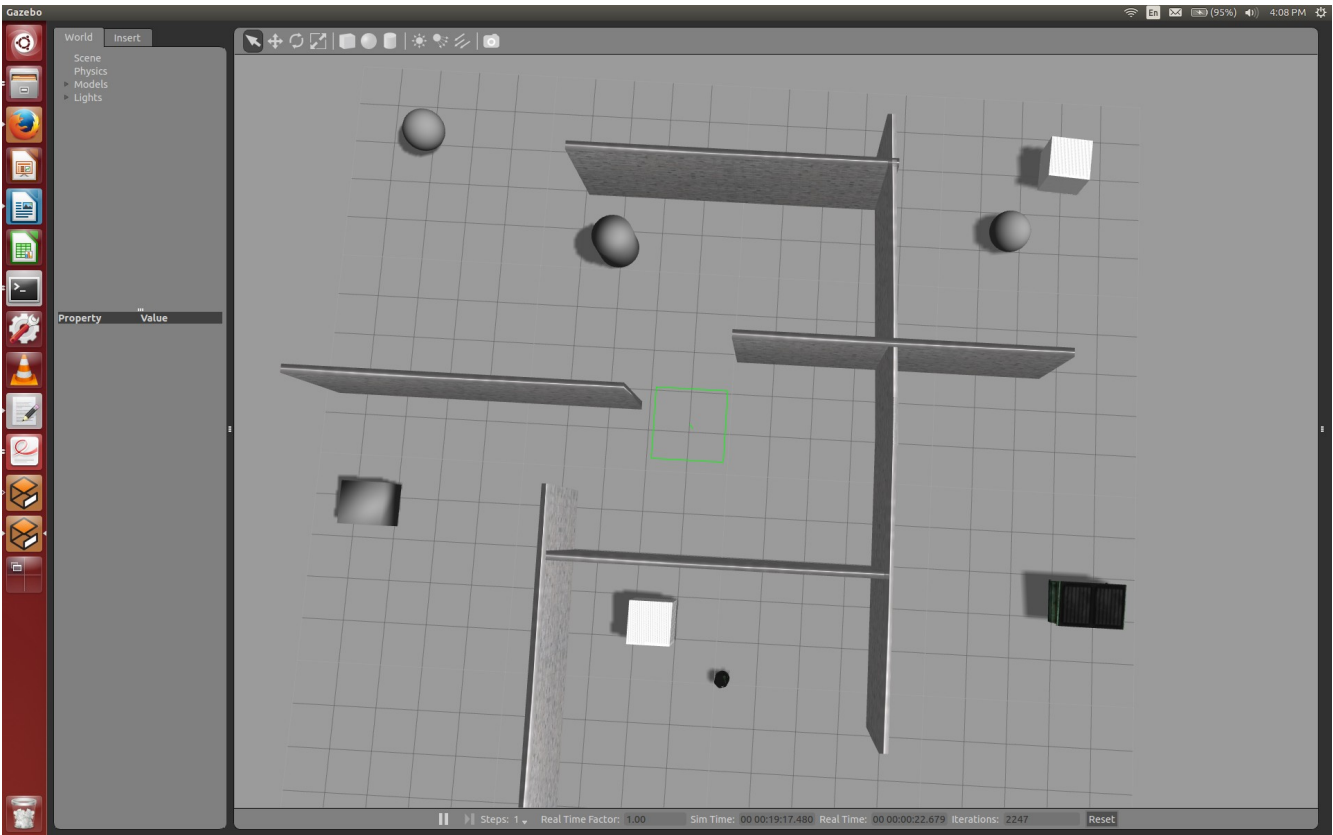 Gazebo
En (95%) 4:08 PM
World Insert
Scene
Physics
Models
Lights
Property Value
Steps: 1 Real Time Factor: 1.00 Sim Time: 00 00:19:17.480 Real Time: 00 00:00:22.679 Iterations: 2247 Reset